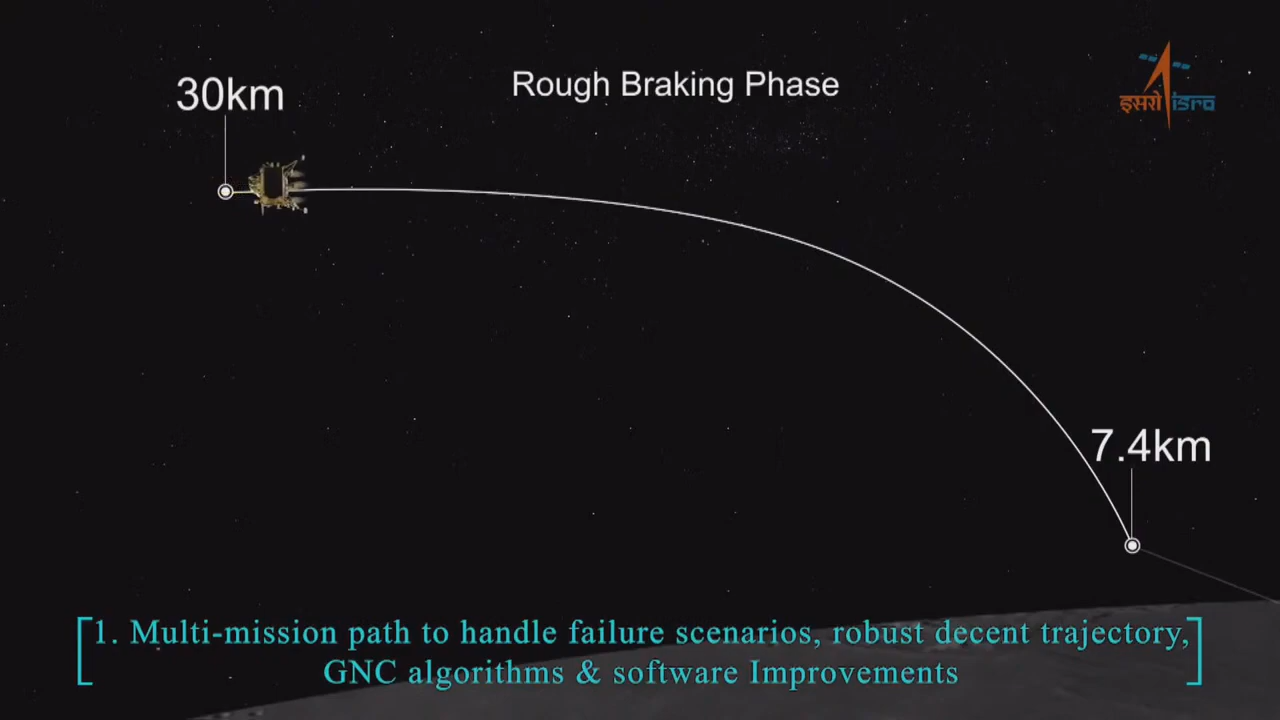 30km
Rough Braking Phase
इसरो isro
7.4km
1. Multi-mission path to handle failure scenarios, robust decent trajectory,
GNC algorithms & software Improvements